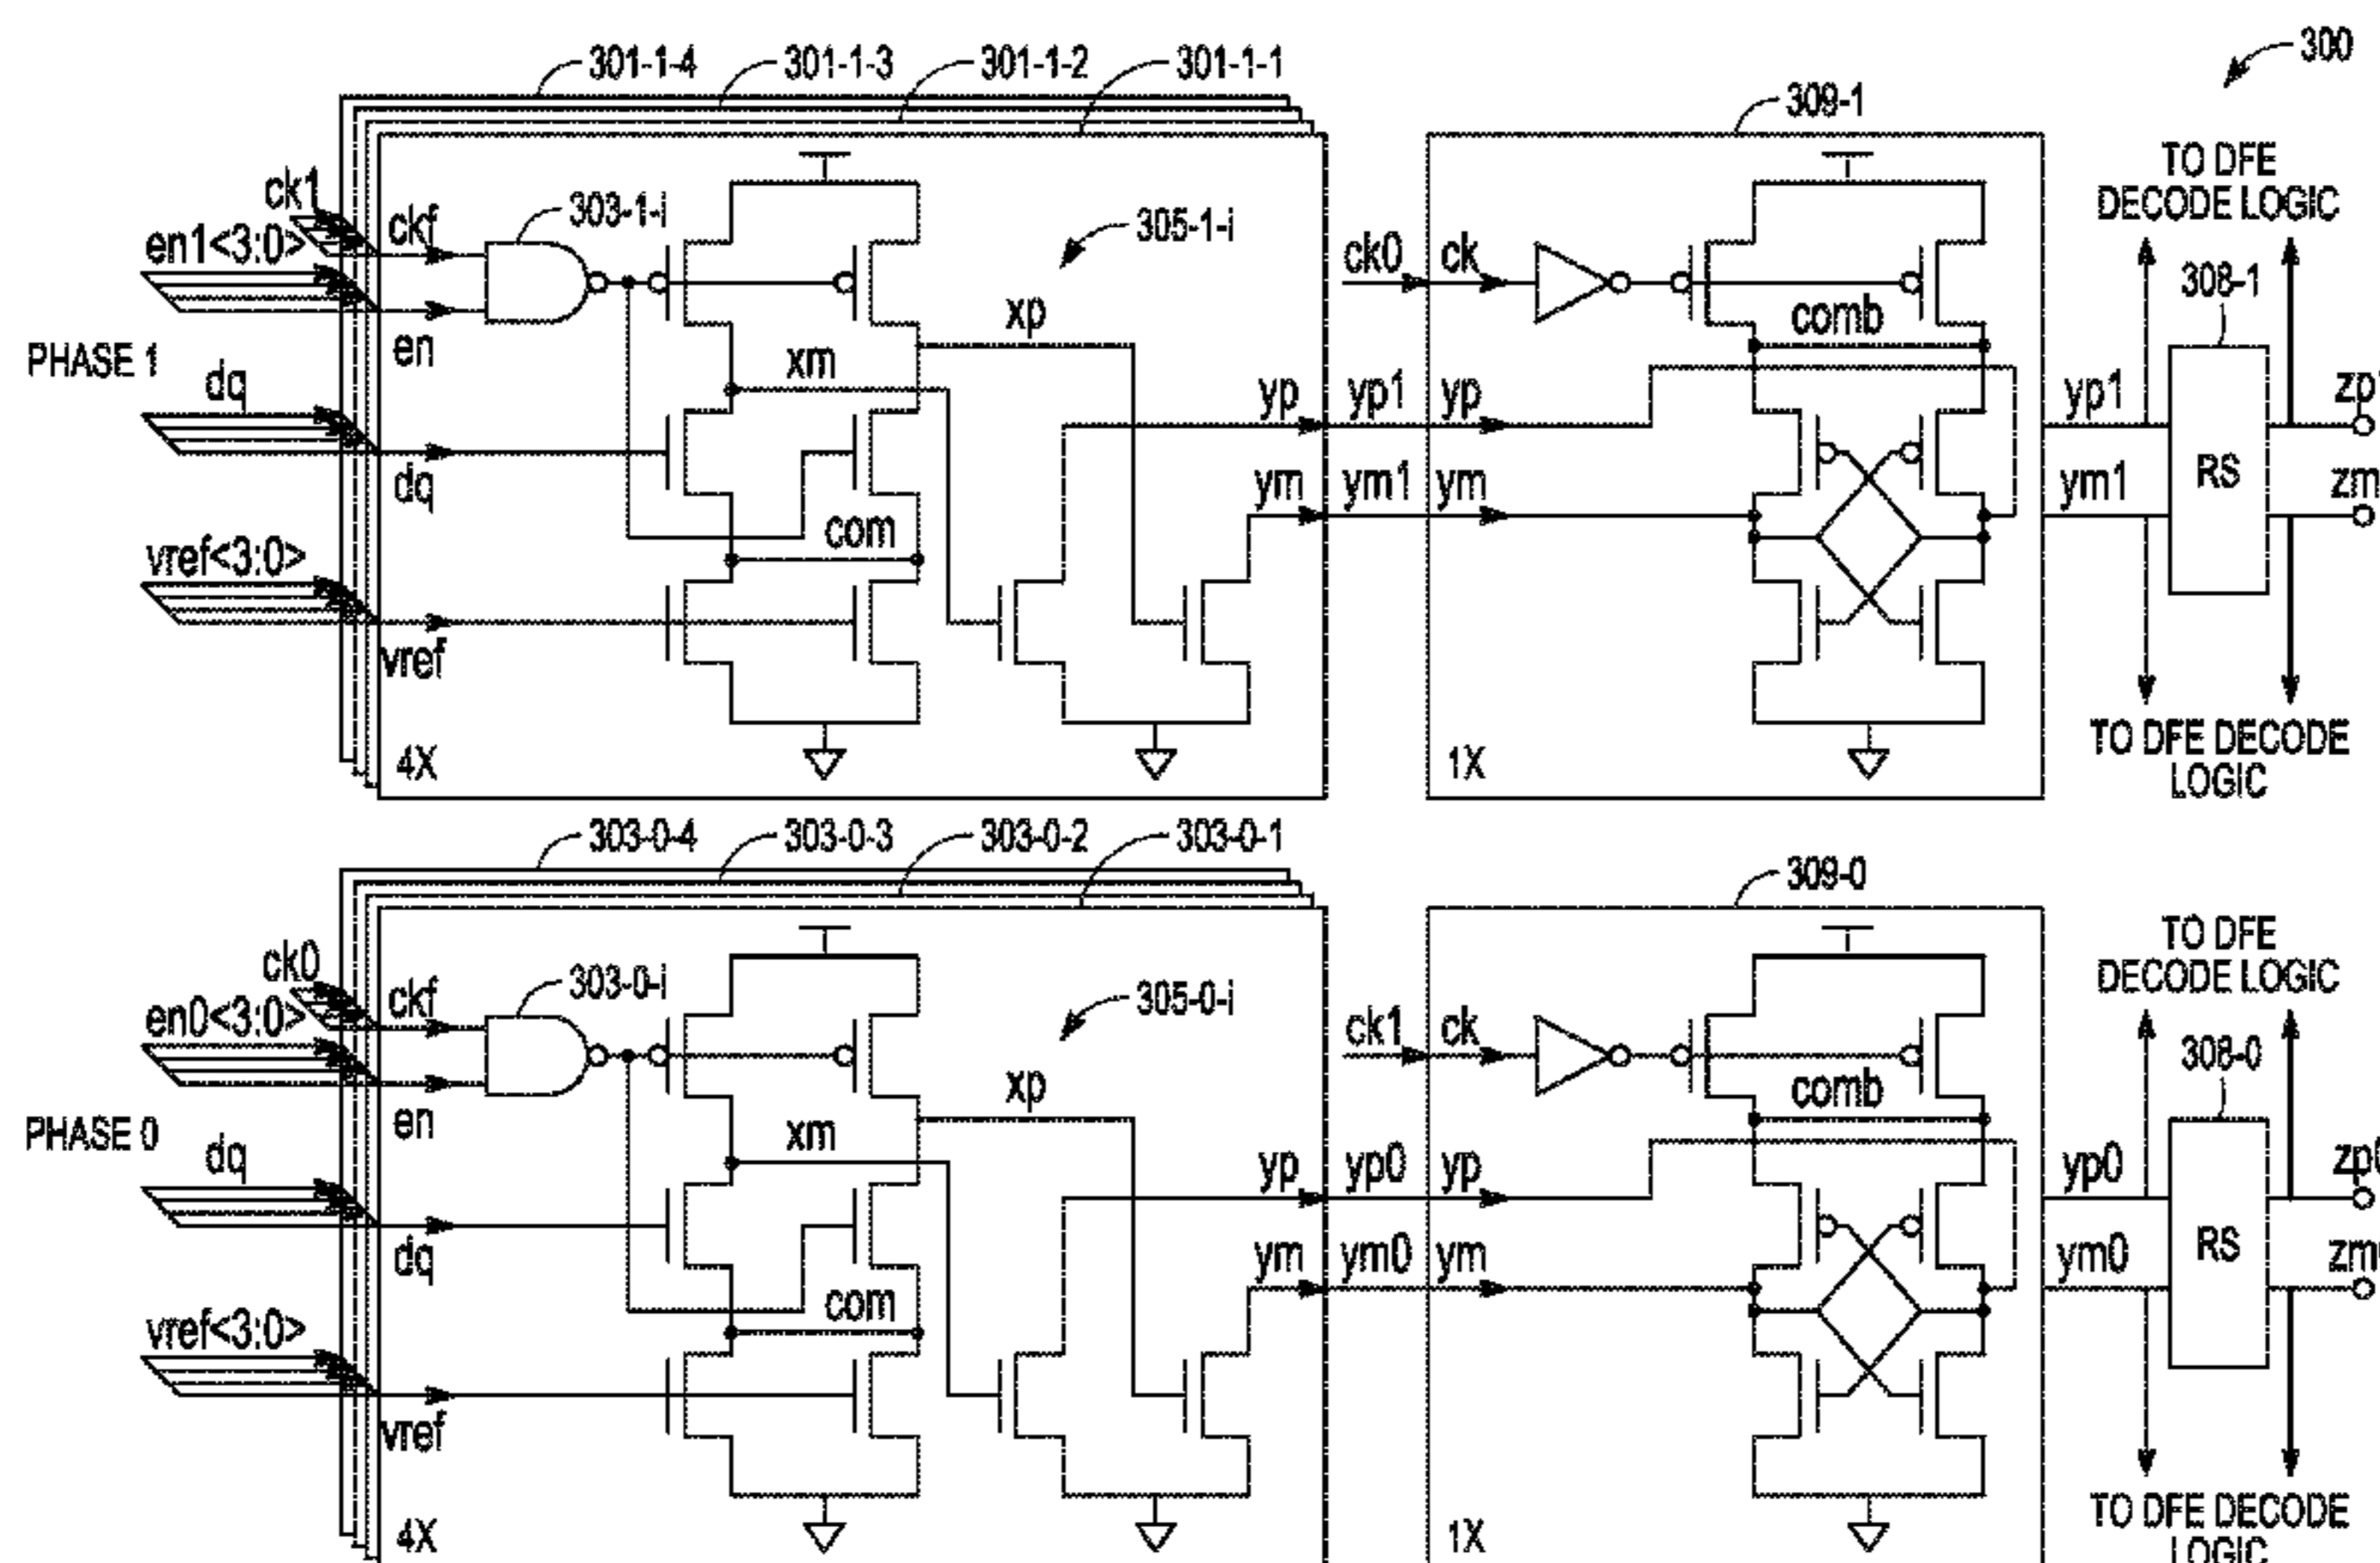 300
301-1-4
301-1-3
301-1-2
301-1-1
309-1
TO DFE
DECODE LOGIC
ck1
en1<3:0>
ckf
303-1-i
305-1-i
ck0
ck
308-1
en
xp
comb
PHASE 1
dq
xm
yp
yp1
yp
yp1
zp
dq
ym
ym1
ym
ym1
RS
zm
vref<3:0>
com
vref
4X
1X
TO DFE DECODE
LOGIC
303-0-4
303-0-3
303-0-2
303-0-1
309-0
TO DFE
DECODE LOGIC
ck0
en0<3:0>
ckf
303-0-i
305-0-i
ck1
ck
308-0
en
xp
comb
PHASE 0
dq
xm
yp
yp0
yp
yp0
zp0
dq
ym
ym0
ym
ym0
RS
zm
vref<3:0>
com
vref
4X
1X
TO DFE DECODE
LOGIC